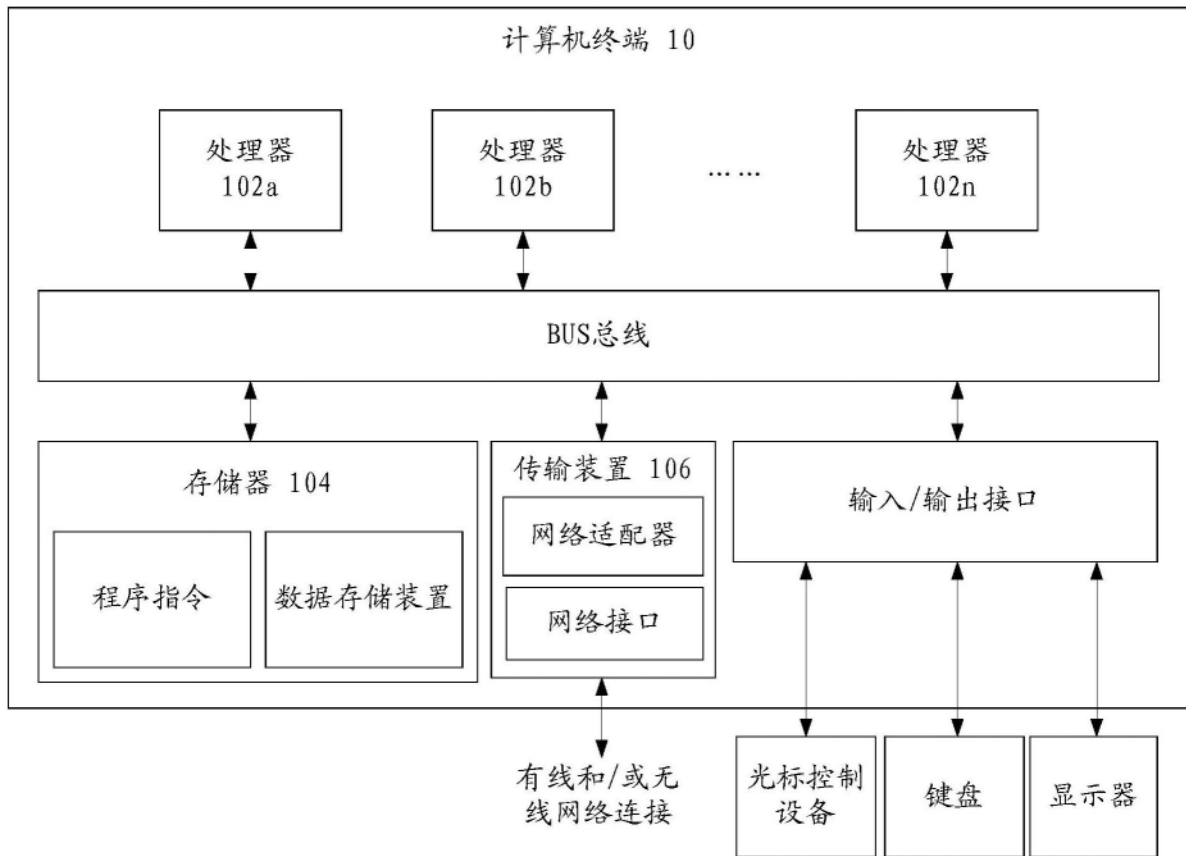 计算机终端 10
处理器
102a
处理器
102b
……
处理器
102n
BUS总线
存储器 104
程序指令
数据存储装置
传输装置 106
网络适配器
网络接口
输入/输出接口
有线和/或无
线网络连接
光标控制
设备
键盘
显示器